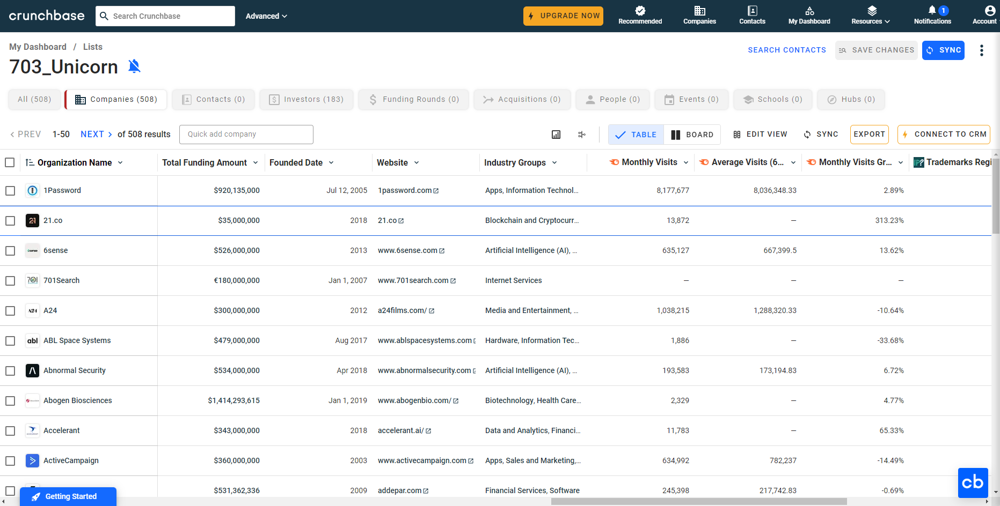 crunchbase
Search Crunchbase
Advanced
UPGRADE NOW
Recommended
Companies
Contacts
My Dashboard
Resources
1
Notifications
Account
My Dashboard / Lists
703_Unicorn
SEARCH CONTACTS
SAVE CHANGES
SYNC
All (508)
Companies (508)
Contacts (0)
Investors (183)
Funding Rounds (0)
Acquisitions (0)
People (0)
Events (0)
Schools (0)
Hubs (0)
PREV 1-50 NEXT of 508 results
Quick add company
TABLE
BOARD
EDIT VIEW
SYNC
EXPORT
CONNECT TO CRM
Organization Name Total Funding Amount Founded Date Website Industry Groups Monthly Visits Average Visits (6... Monthly Visits Gr... IP? Trademarks Regi
1Password $920,135,000 Jul 12, 2005 1password.com Apps, Information Technol... 8,177,677 8,036,348.33 2.89%
21 21.co $35,000,000 2018 21.co Blockchain and Cryptocurr... 13,872 — 313.23%
6sense 6sense $526,000,000 2013 www.6sense.com Artificial Intelligence (AI), ... 635,127 667,399.5 13.62%
701 701Search €180,000,000 Jan 1, 2007 www.701search.com Internet Services — — —
A24 A24 $300,000,000 2012 a24films.com/ Media and Entertainment, ... 1,038,215 1,288,320.33 -10.64%
abl ABL Space Systems $479,000,000 Aug 2017 www.ablspacesystems.com Hardware, Information Tec... 1,886 — -33.68%
Abnormal Security $534,000,000 Apr 2018 www.abnormalsecurity.com Artificial Intelligence (AI), ... 193,583 173,194.83 6.72%
Abogen Biosciences $1,414,293,615 Jan 1, 2019 www.abogenbio.com/ Biotechnology, Health Care... 2,329 — 4.77%
Accelerant $343,000,000 2018 accelerant.ai/ Data and Analytics, Financi... 11,783 — 65.33%
ActiveCampaign $360,000,000 2003 www.activecampaign.com Apps, Sales and Marketing,... 634,992 782,237 -14.49%
$531,362,336 2009 addepar.com Financial Services, Software 245,398 217,742.83 -0.69%
Getting Started
cb